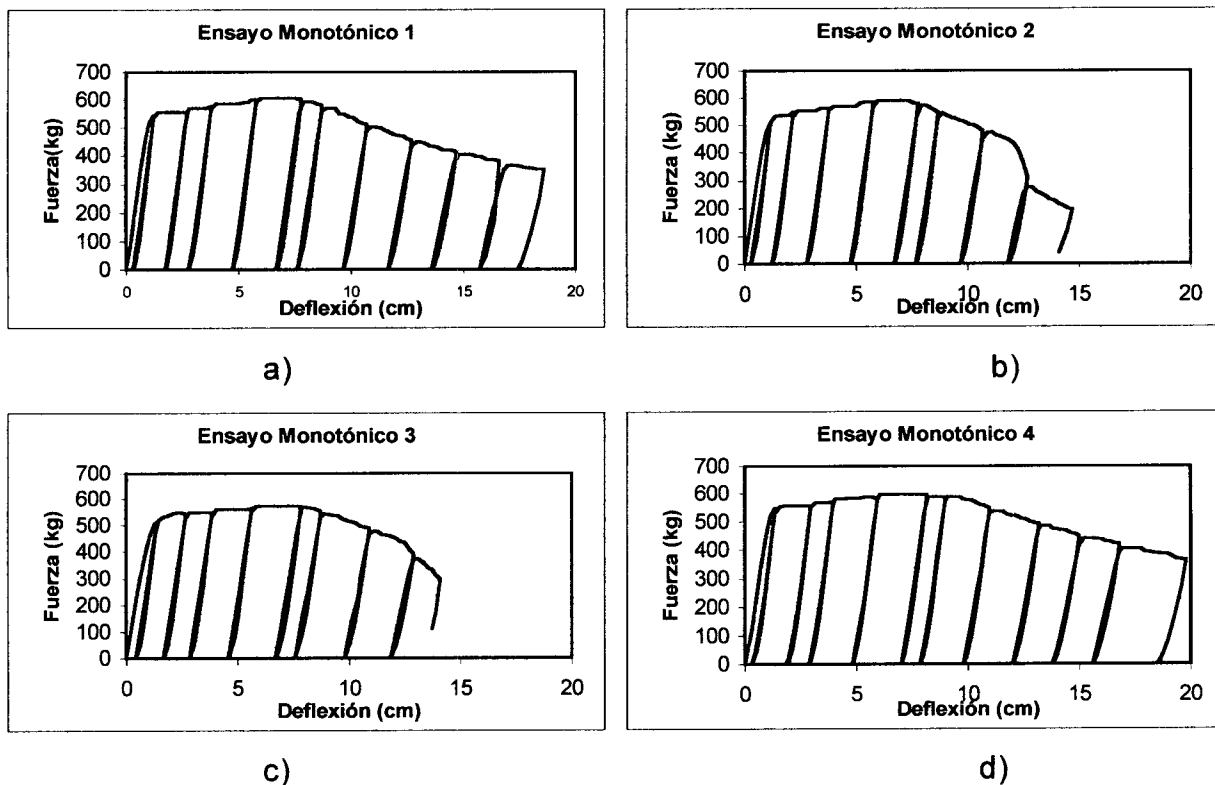 Ensayo Monotónico 1
Fuerza(kg)
700
600
500
400
300
200
100
0
0 5 10 15 20
Deflexión (cm)
a)
Ensayo Monotónico 2
Fuerza (kg)
700
600
500
400
300
200
100
0
0 5 10 15 20
Deflexión (cm)
b)
Ensayo Monotónico 3
Fuerza (kg)
700
600
500
400
300
200
100
0
0 5 10 15 20
Deflexión (cm)
c)
Ensayo Monotónico 4
Fuerza (kg)
700
600
500
400
300
200
100
0
0 5 10 15 20
Deflexión (cm)
d)